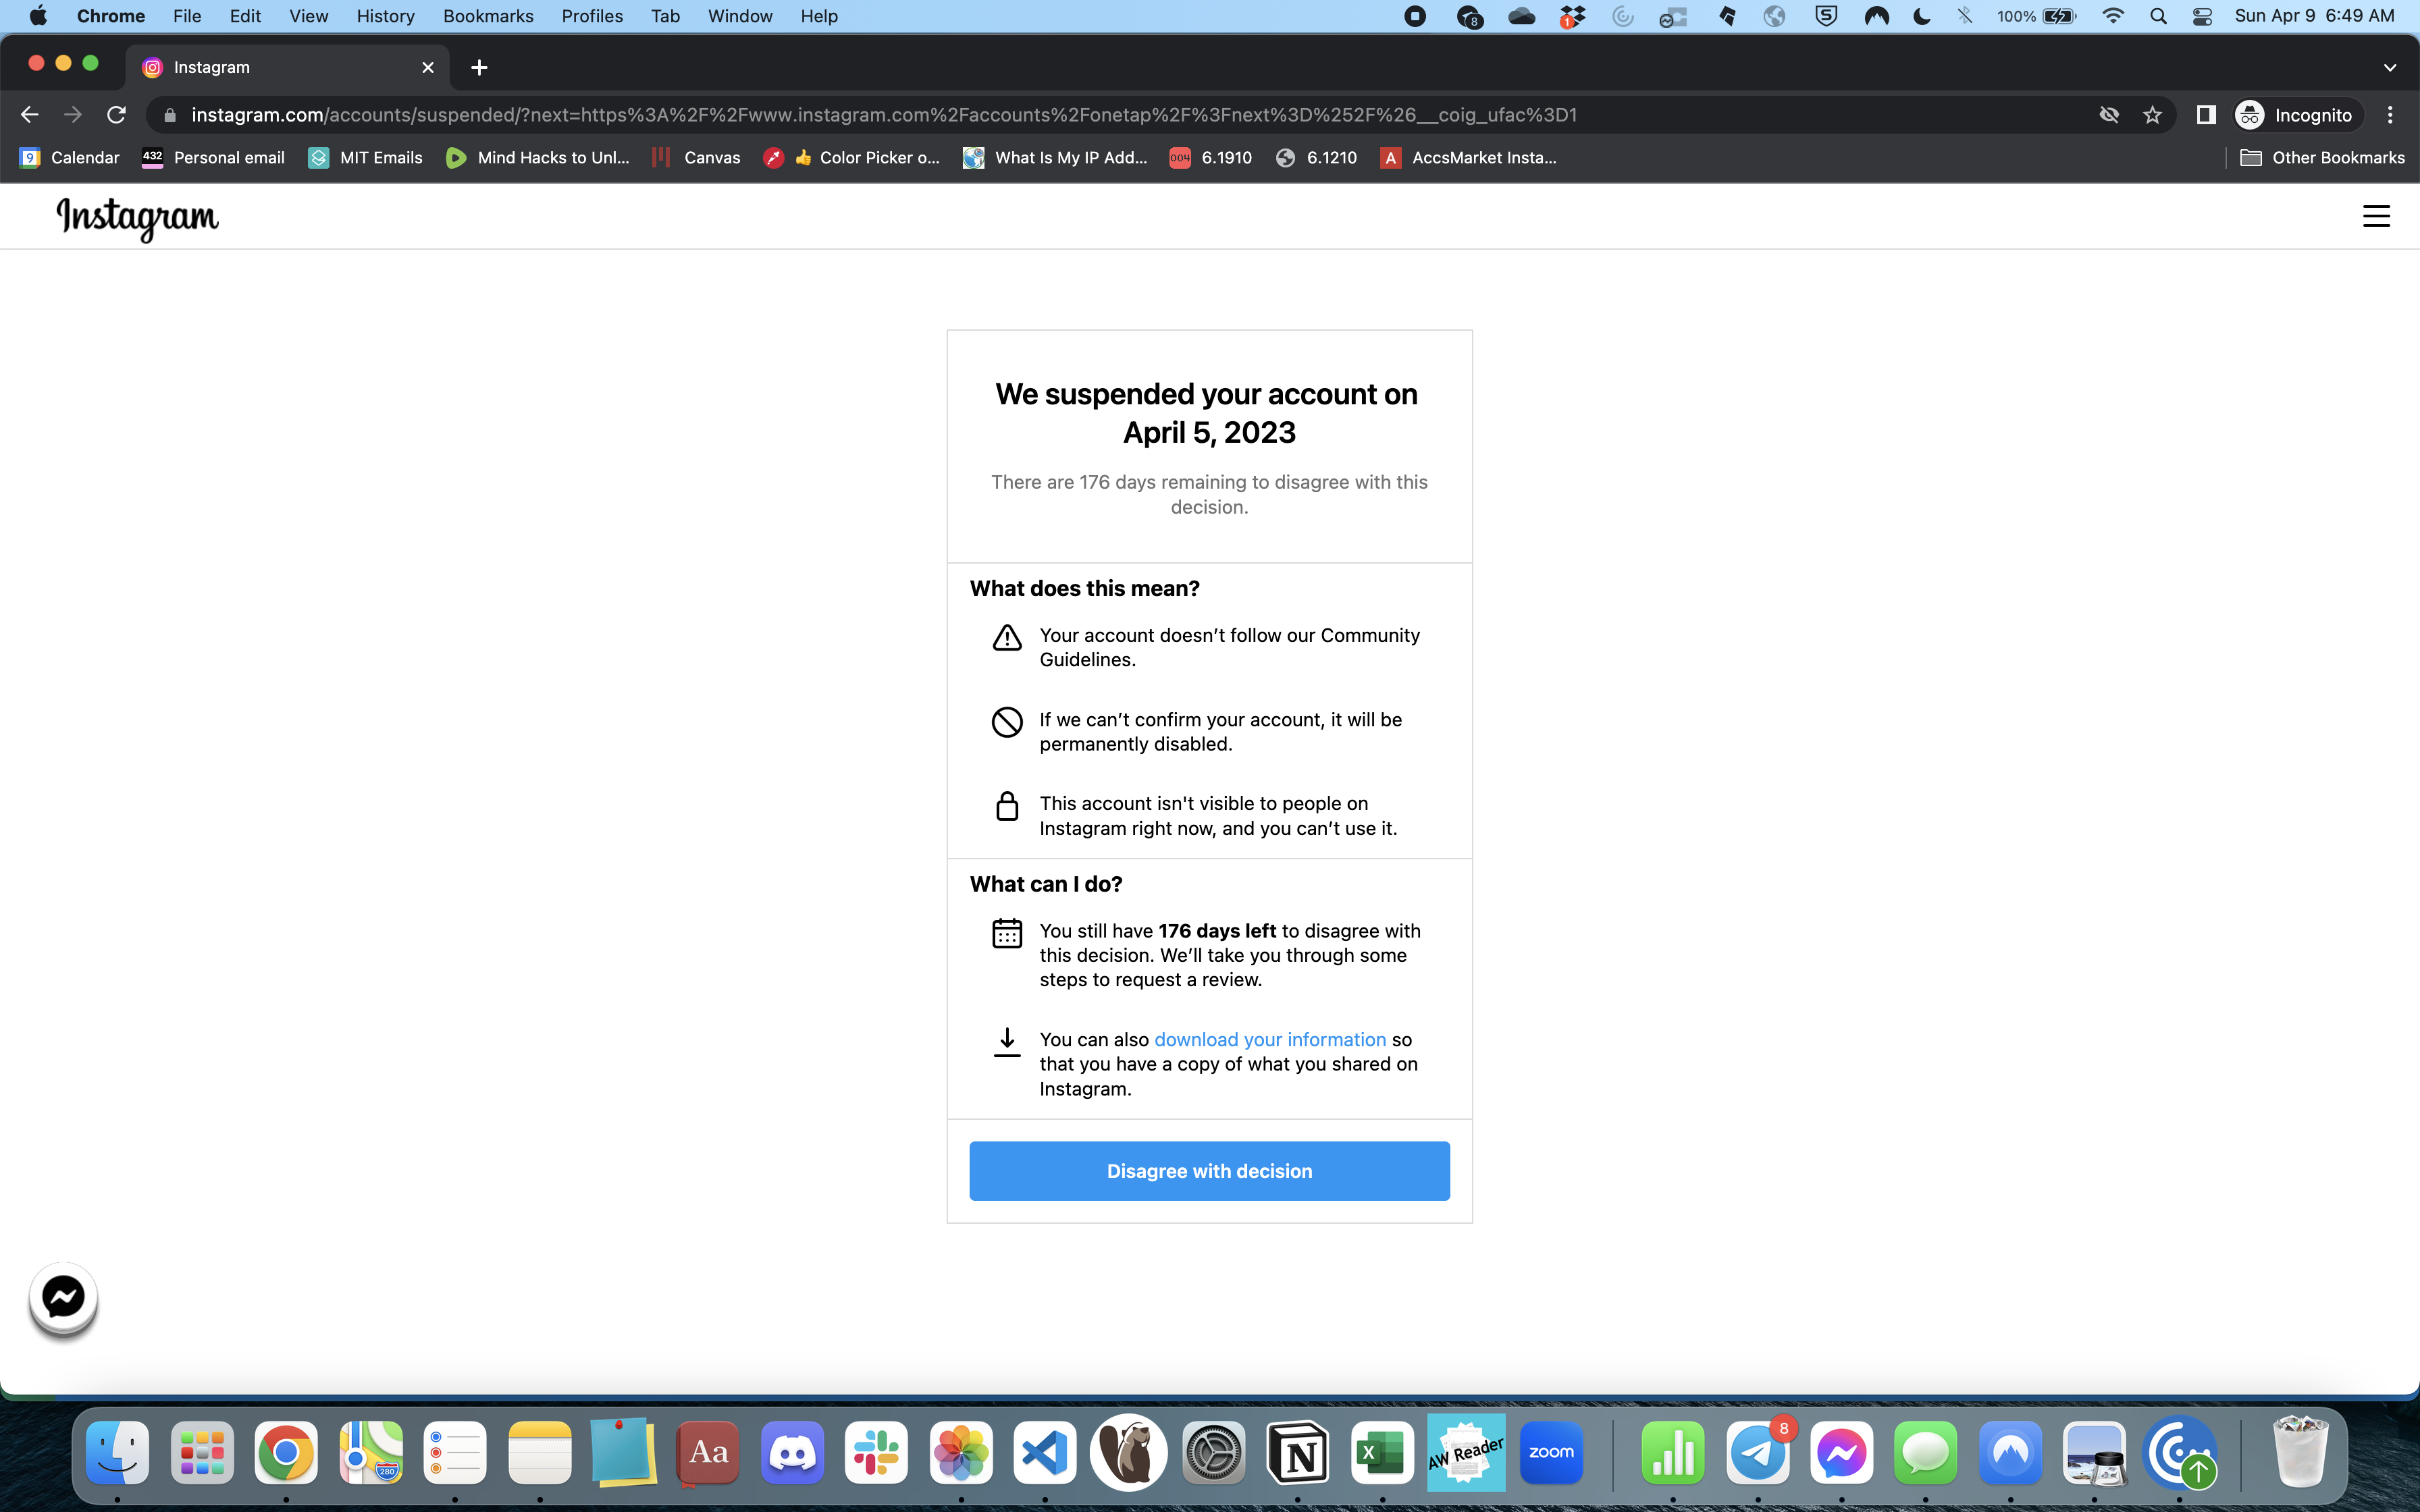 Chrome File Edit View History Bookmarks Profiles Tab Window Help 8 1 100% Sun Apr 9 6:49 AM
Instagram
instagram.com/accounts/suspended/?next=https%3A%2F%2Fwww.instagram.com%2Faccounts%2Fonetap%2F%3Fnext%3D%252F%26__coig_ufac%3D1 Incognito
9 Calendar 432 Personal email MIT Emails Mind Hacks to Unl... Canvas 👍 Color Picker o... What Is My IP Add... 004 6.1910 6.1210 A AccsMarket Insta... Other Bookmarks
Instagram
We suspended your account on
April 5, 2023
There are 176 days remaining to disagree with this
decision.
What does this mean?
Your account doesn’t follow our Community
Guidelines.
If we can’t confirm your account, it will be
permanently disabled.
This account isn't visible to people on
Instagram right now, and you can’t use it.
What can I do?
You still have 176 days left to disagree with
this decision. We’ll take you through some
steps to request a review.
You can also download your information so
that you have a copy of what you shared on
Instagram.
Disagree with decision
280 Aa N X AW Reader zoom 8